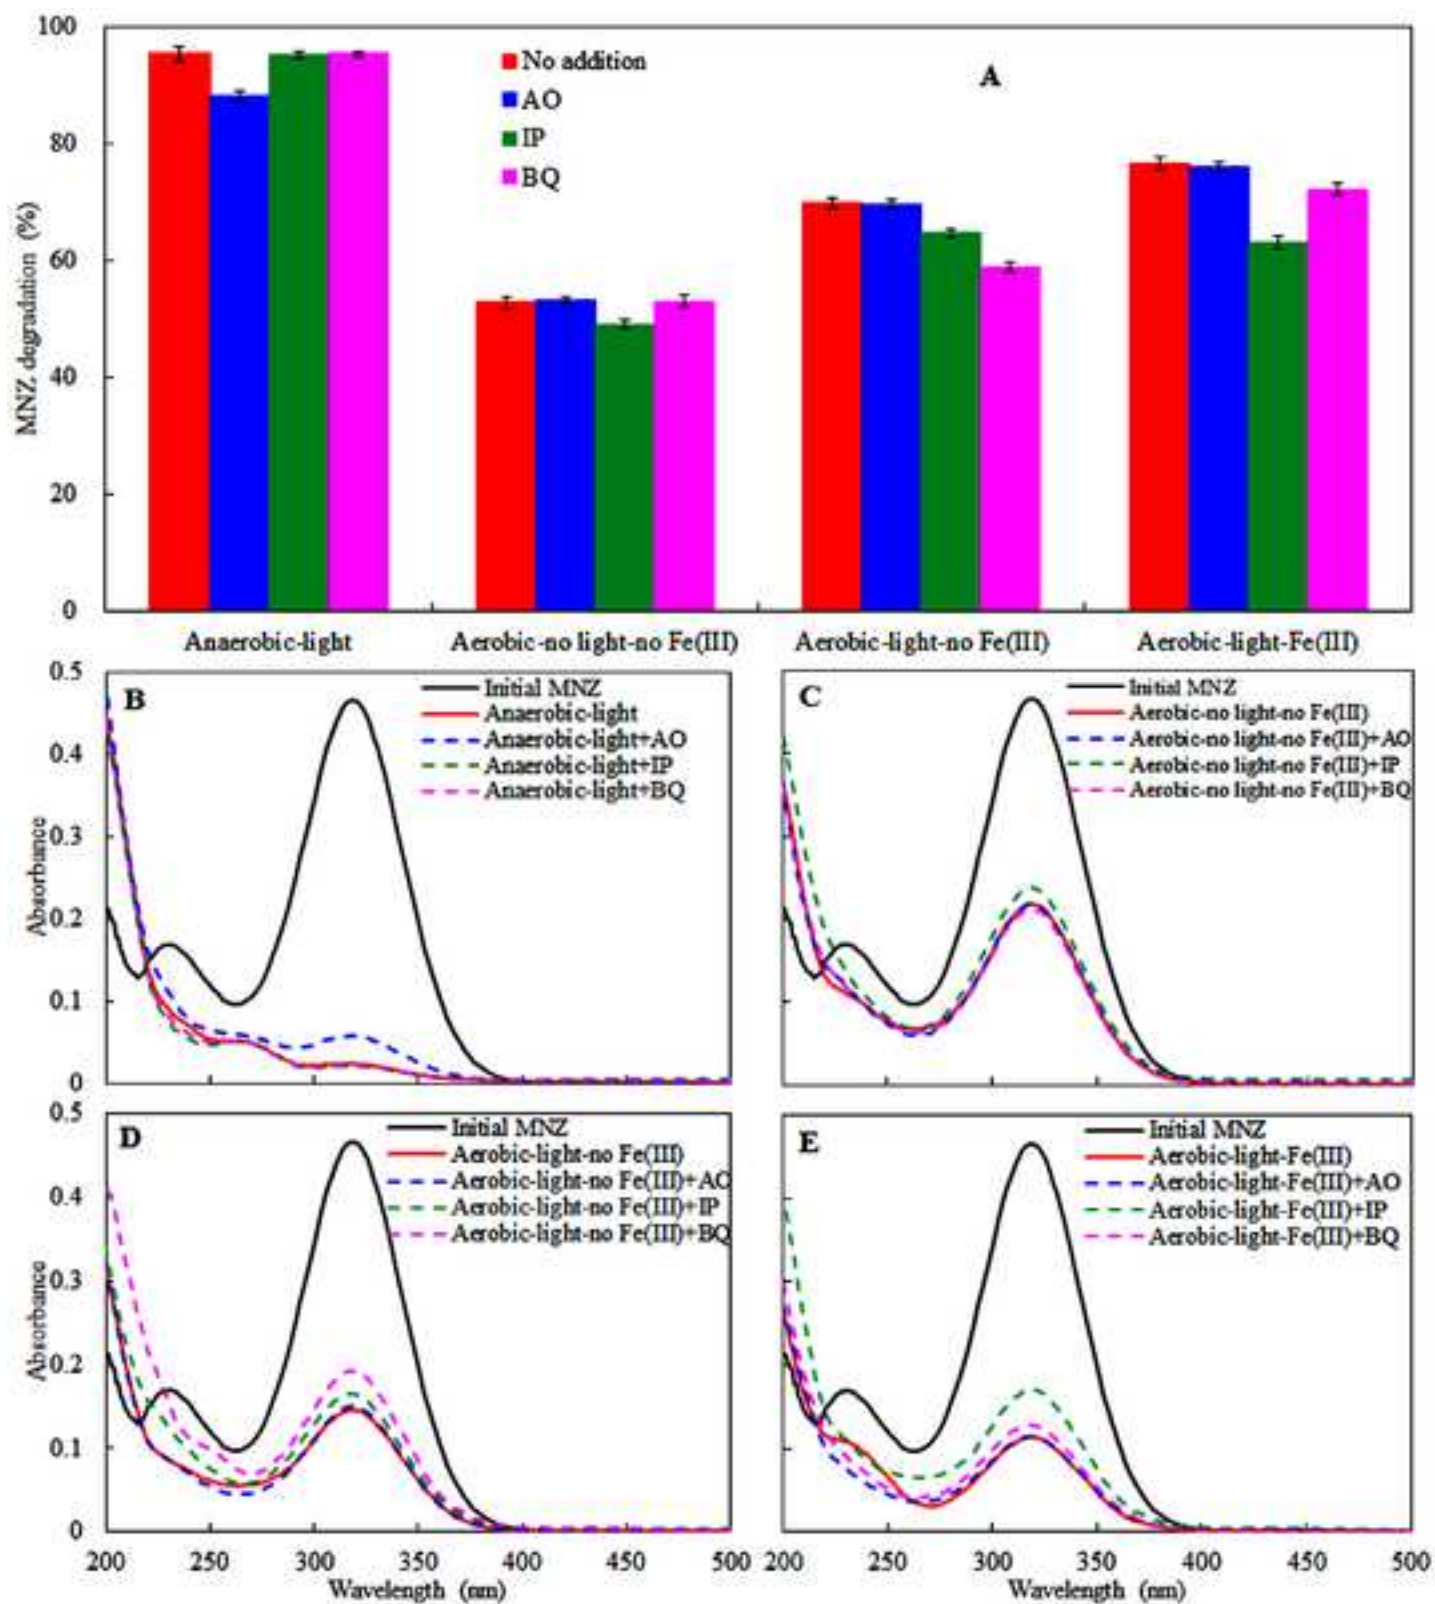 100
80
60
40
20
0
MNZ degradation (%)
No addition
AO
IP
BQ
A
Anaerobic-light
Aerobic-no light-no Fe(III)
Aerobic-light-no Fe(III)
Aerobic-light-Fe(III)
B
0.5
0.4
0.3
0.2
0.1
0
Absorbance
Initial MNZ
Anaerobic-light
Anaerobic-light+AO
Anaerobic-light+IP
Anaerobic-light+BQ
C
Initial MNZ
Aerobic-no light-no Fe(III)
Aerobic-no light-no Fe(III)+AO
Aerobic-no light-no Fe(III)+IP
Aerobic-no light-no Fe(III)+BQ
D
0.5
0.4
0.3
0.2
0.1
0
Absorbance
Initial MNZ
Aerobic-light-no Fe(III)
Aerobic-light-no Fe(III)+AO
Aerobic-light-no Fe(III)+IP
Aerobic-light-no Fe(III)+BQ
200 250 300 350 400 450 500
Wavelength (nm)
E
Initial MNZ
Aerobic-light-Fe(III)
Aerobic-light-Fe(III)+AO
Aerobic-light-Fe(III)+IP
Aerobic-light-Fe(III)+BQ
200 250 300 350 400 450 500
Wavelength (nm)